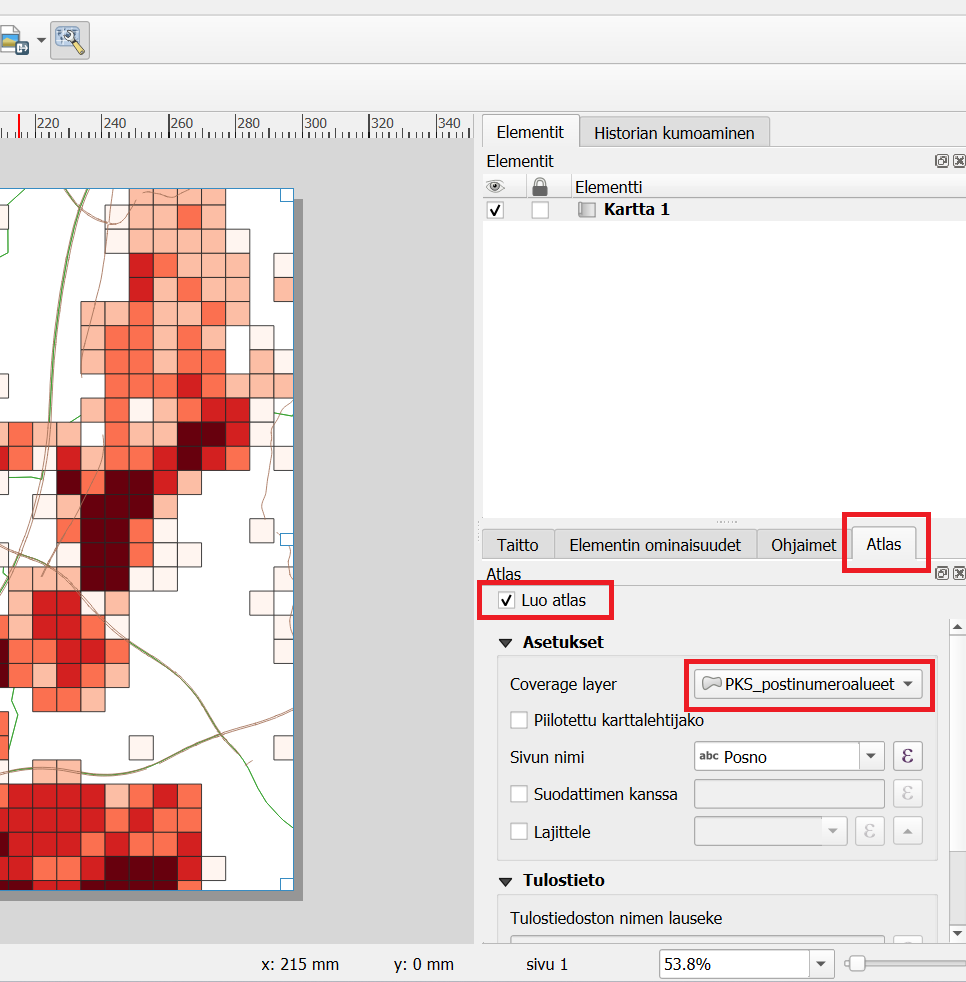 220 240 260 280 300 320 340
Elementit Historian kumoaminen
Elementit
Elementti
Kartta 1
Taitto Elementin ominaisuudet Ohjaimet Atlas
Atlas
Luo atlas
Asetukset
Coverage layer PKS_postinumeroalueet
Piilotettu karttalehtijako
Sivun nimi abc Posno ε
Suodattimen kanssa ε
Lajittele ε
Tulostieto
Tulostiedoston nimen lauseke
x: 215 mm y: 0 mm sivu 1 53.8%